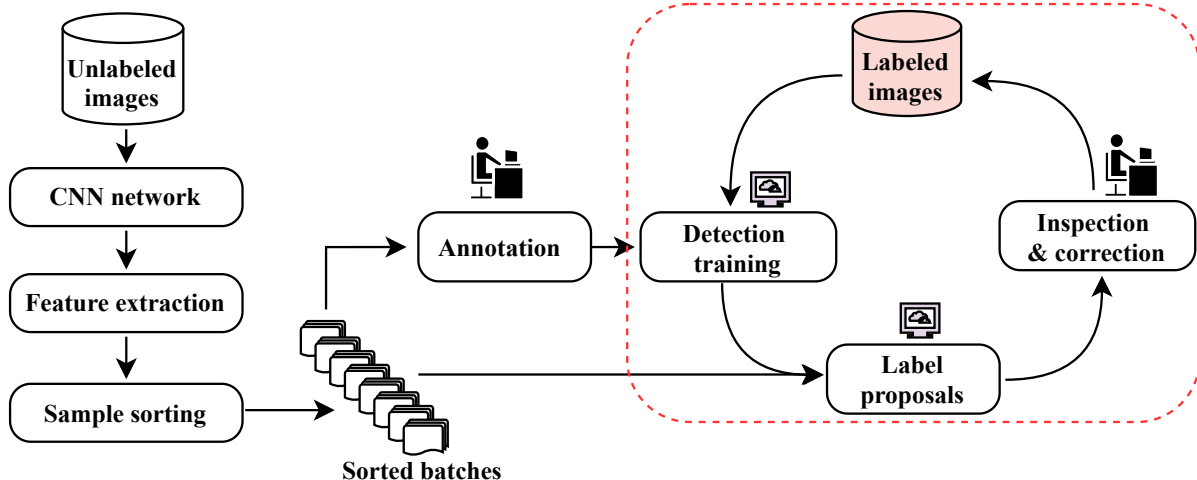 Unlabeled
images
CNN network
Feature extraction
Sample sorting
Sorted batches
Annotation
Labeled
images
Detection
training
Label
proposals
Inspection
& correction